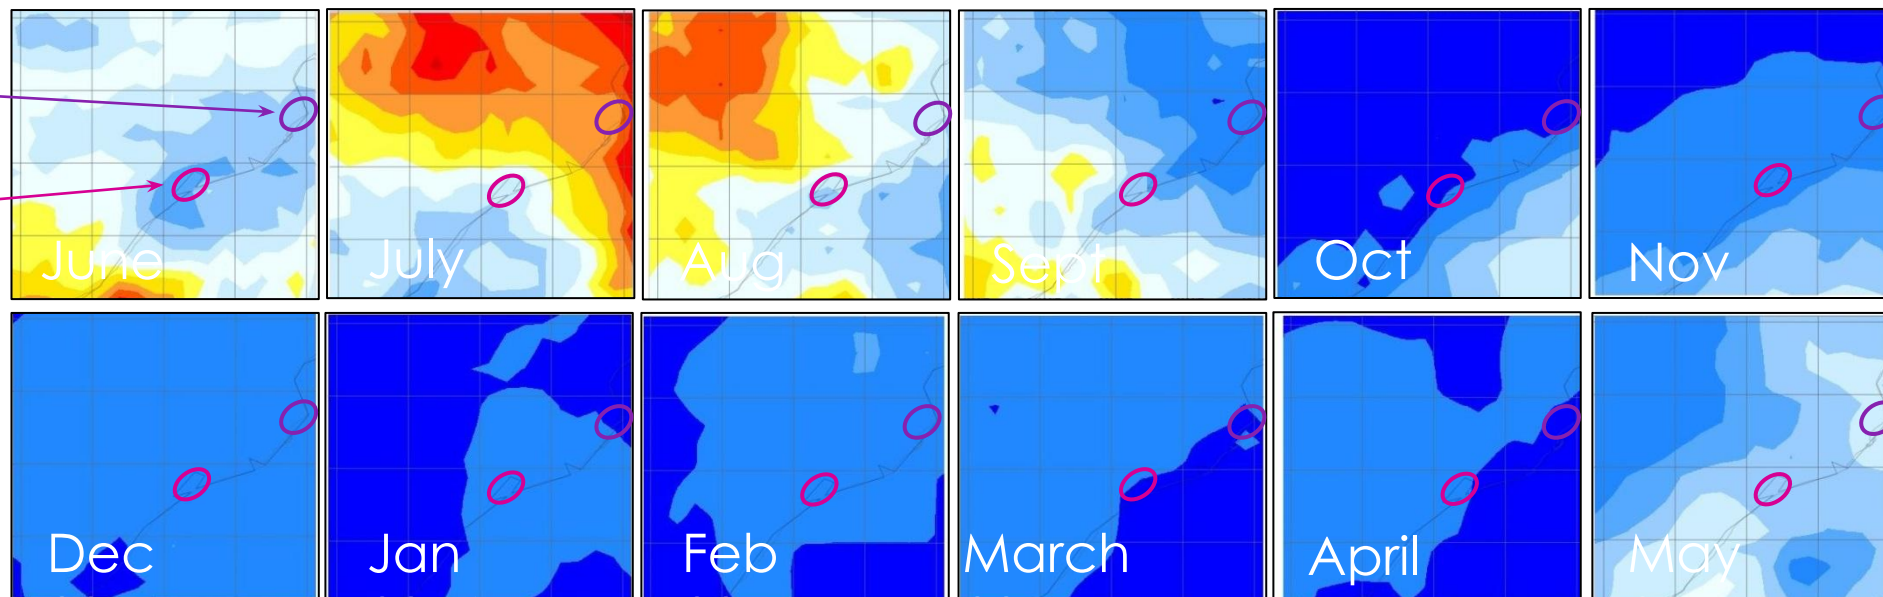 June
July
Aug
Sept
Oct
Nov
Dec
Jan
Feb
March
April
May